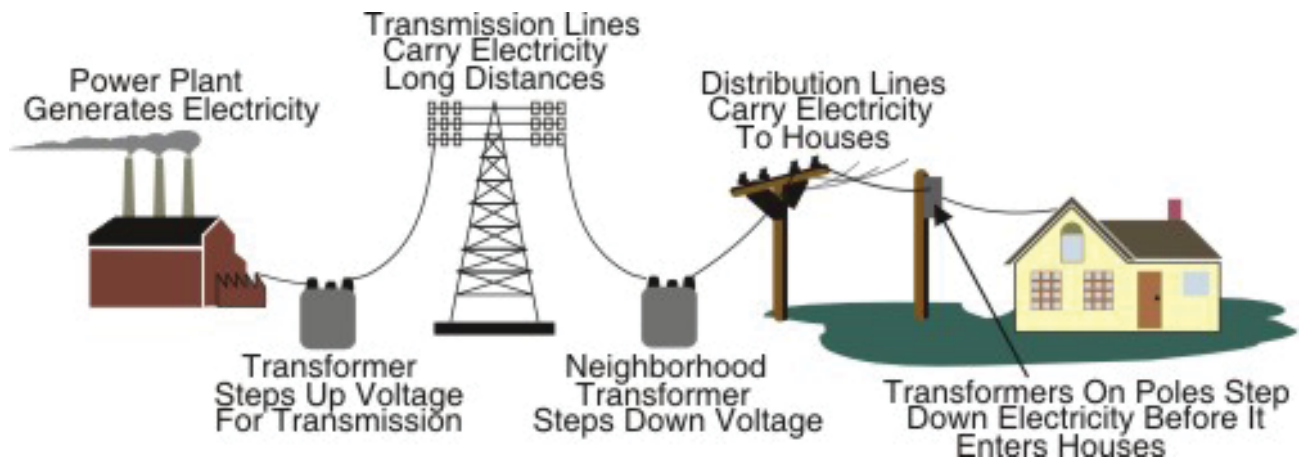 Power Plant
Generates Electricity
Transmission Lines
Carry Electricity
Long Distances
Distribution Lines
Carry Electricity
To Houses
Transformer
Steps Up Voltage
For Transmission
Neighborhood
Transformer
Steps Down Voltage
Transformers On Poles Step
Down Electricity Before It
Enters Houses